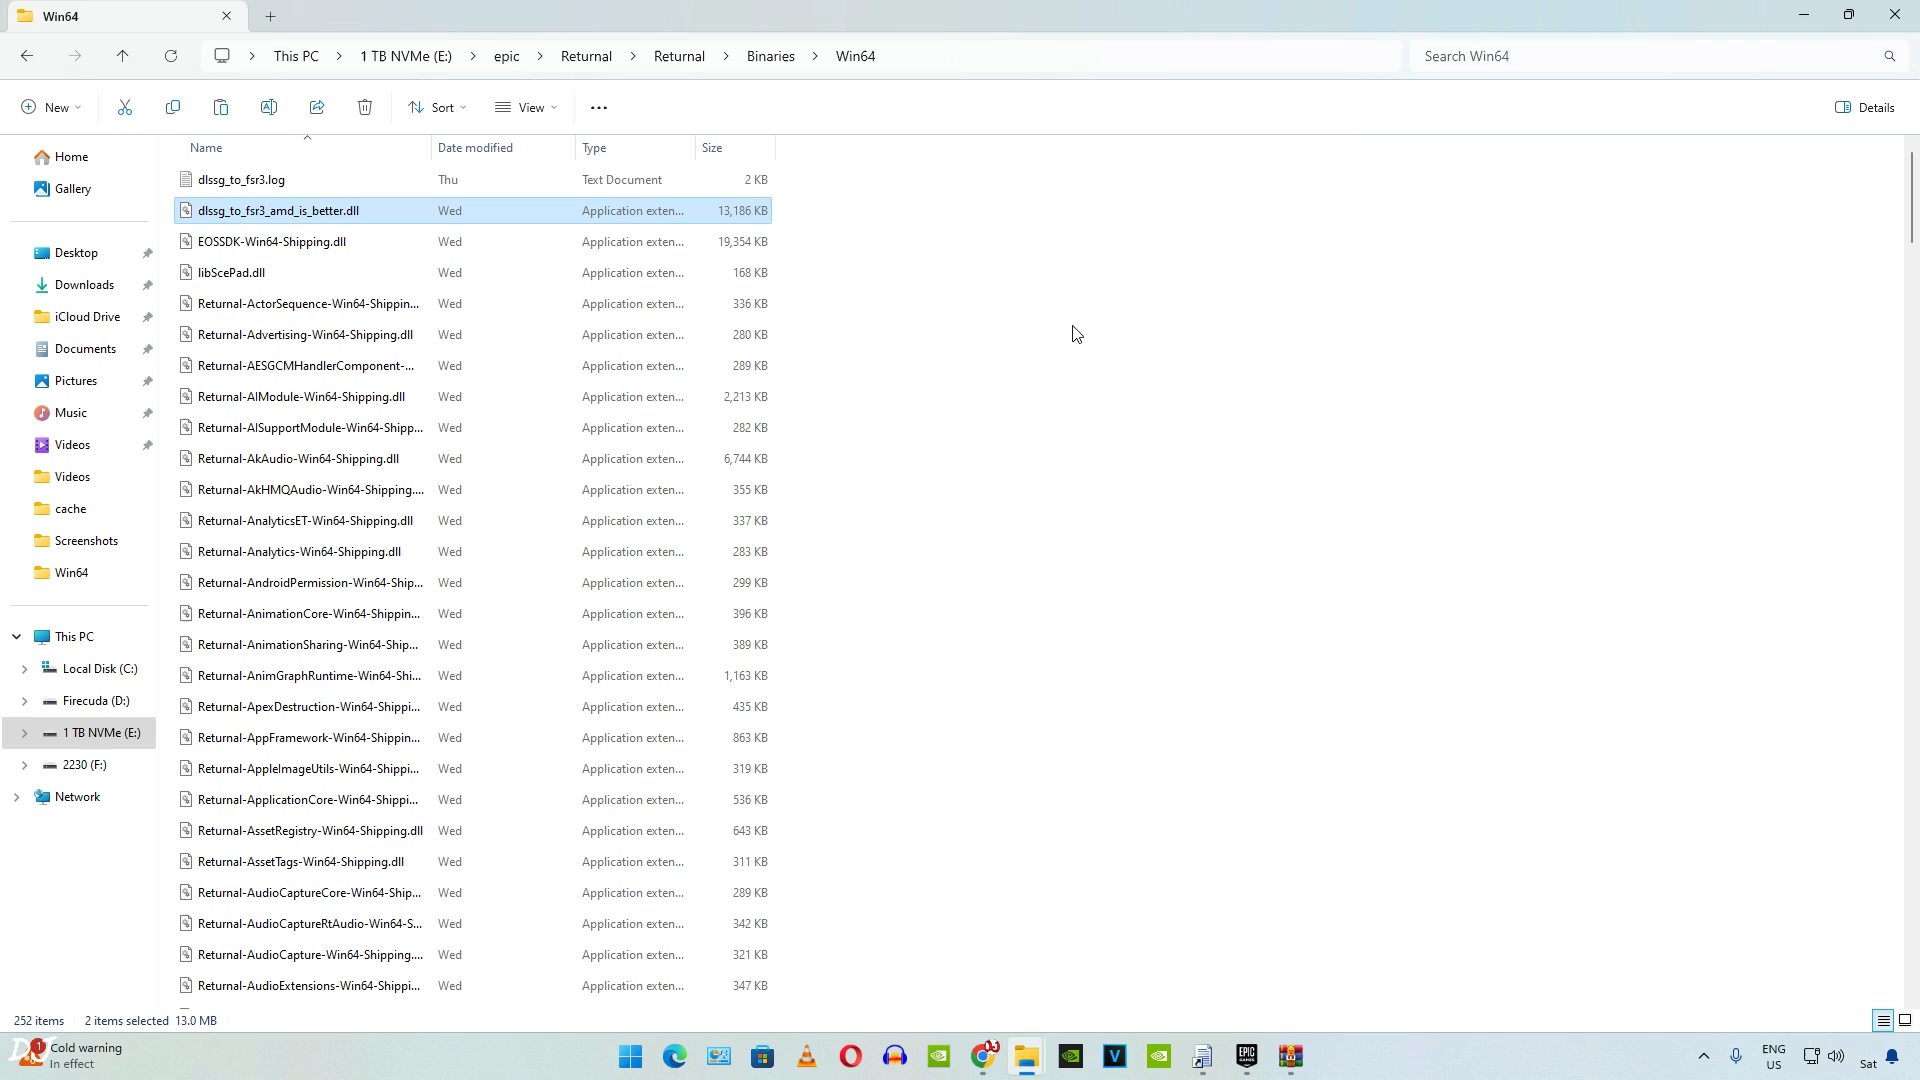 Win64
This PC > 1 TB NVMe (E:) > epic > Returnal > Returnal > Binaries > Win64
Search Win64
New
Sort
View
Details
Name Date modified Type Size
dlssg_to_fsr3.log Thu Text Document 2 KB
dlssg_to_fsr3_amd_is_better.dll Wed Application exten... 13,186 KB
EOSSDK-Win64-Shipping.dll Wed Application exten... 19,354 KB
libScePad.dll Wed Application exten... 168 KB
Returnal-ActorSequence-Win64-Shippin... Wed Application exten... 336 KB
Returnal-Advertising-Win64-Shipping.dll Wed Application exten... 280 KB
Returnal-AESGCMHandlerComponent-... Wed Application exten... 289 KB
Returnal-AIModule-Win64-Shipping.dll Wed Application exten... 2,213 KB
Returnal-AISupportModule-Win64-Shipp... Wed Application exten... 282 KB
Returnal-AkAudio-Win64-Shipping.dll Wed Application exten... 6,744 KB
Returnal-AkHMQAudio-Win64-Shipping.... Wed Application exten... 355 KB
Returnal-AnalyticsET-Win64-Shipping.dll Wed Application exten... 337 KB
Returnal-Analytics-Win64-Shipping.dll Wed Application exten... 283 KB
Returnal-AndroidPermission-Win64-Ship... Wed Application exten... 299 KB
Returnal-AnimationCore-Win64-Shippin... Wed Application exten... 396 KB
Returnal-AnimationSharing-Win64-Ship... Wed Application exten... 389 KB
Returnal-AnimGraphRuntime-Win64-Shi... Wed Application exten... 1,163 KB
Returnal-ApexDestruction-Win64-Shippi... Wed Application exten... 435 KB
Returnal-AppFramework-Win64-Shippin... Wed Application exten... 863 KB
Returnal-AppleImageUtils-Win64-Shippi... Wed Application exten... 319 KB
Returnal-ApplicationCore-Win64-Shippi... Wed Application exten... 536 KB
Returnal-AssetRegistry-Win64-Shipping.dll Wed Application exten... 643 KB
Returnal-AssetTags-Win64-Shipping.dll Wed Application exten... 311 KB
Returnal-AudioCaptureCore-Win64-Ship... Wed Application exten... 289 KB
Returnal-AudioCaptureRtAudio-Win64-S... Wed Application exten... 342 KB
Returnal-AudioCapture-Win64-Shipping.... Wed Application exten... 321 KB
Returnal-AudioExtensions-Win64-Shippi... Wed Application exten... 347 KB
Home
Gallery
Desktop
Downloads
iCloud Drive
Documents
Pictures
Music
Videos
Videos
cache
Screenshots
Win64
This PC
Local Disk (C:)
Firecuda (D:)
1 TB NVMe (E:)
2230 (F:)
Network
252 items 2 items selected 13.0 MB
1
Cold warning
In effect
V
EPIC
GAMES
ENG
US
Sat